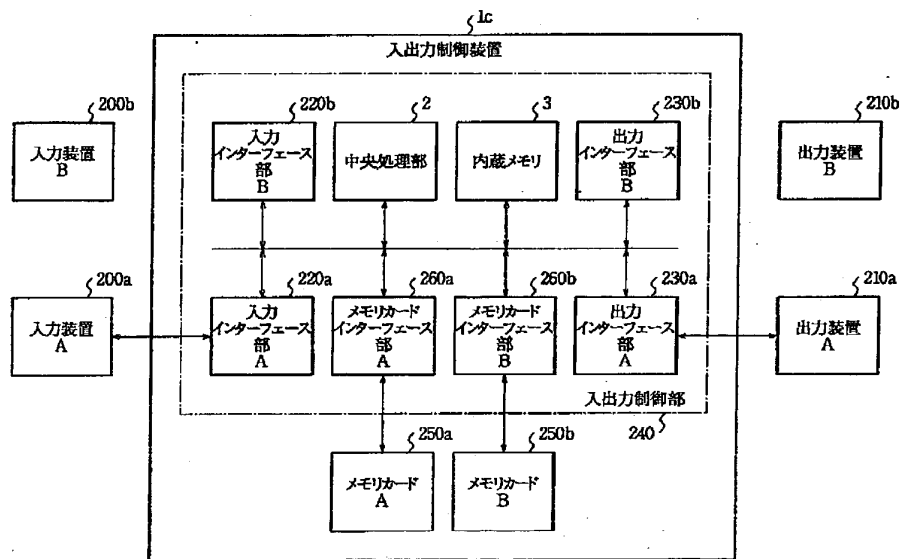 1c
入出力制御装置
200b
220b
2
3
230b
210b
入力装置
B
入力
インターフェース
部
B
中央処理部
内蔵メモリ
出力
インターフェース
部
B
出力装置
B
200a
220a
260a
260b
230a
210a
入力装置
A
入力
インターフェース
部
A
メモリカード
インターフェース
部
A
メモリカード
インターフェース
部
B
出力
インターフェース
部
A
出力装置
A
入出力制御部
240
250a
250b
メモリカード
A
メモリカード
B